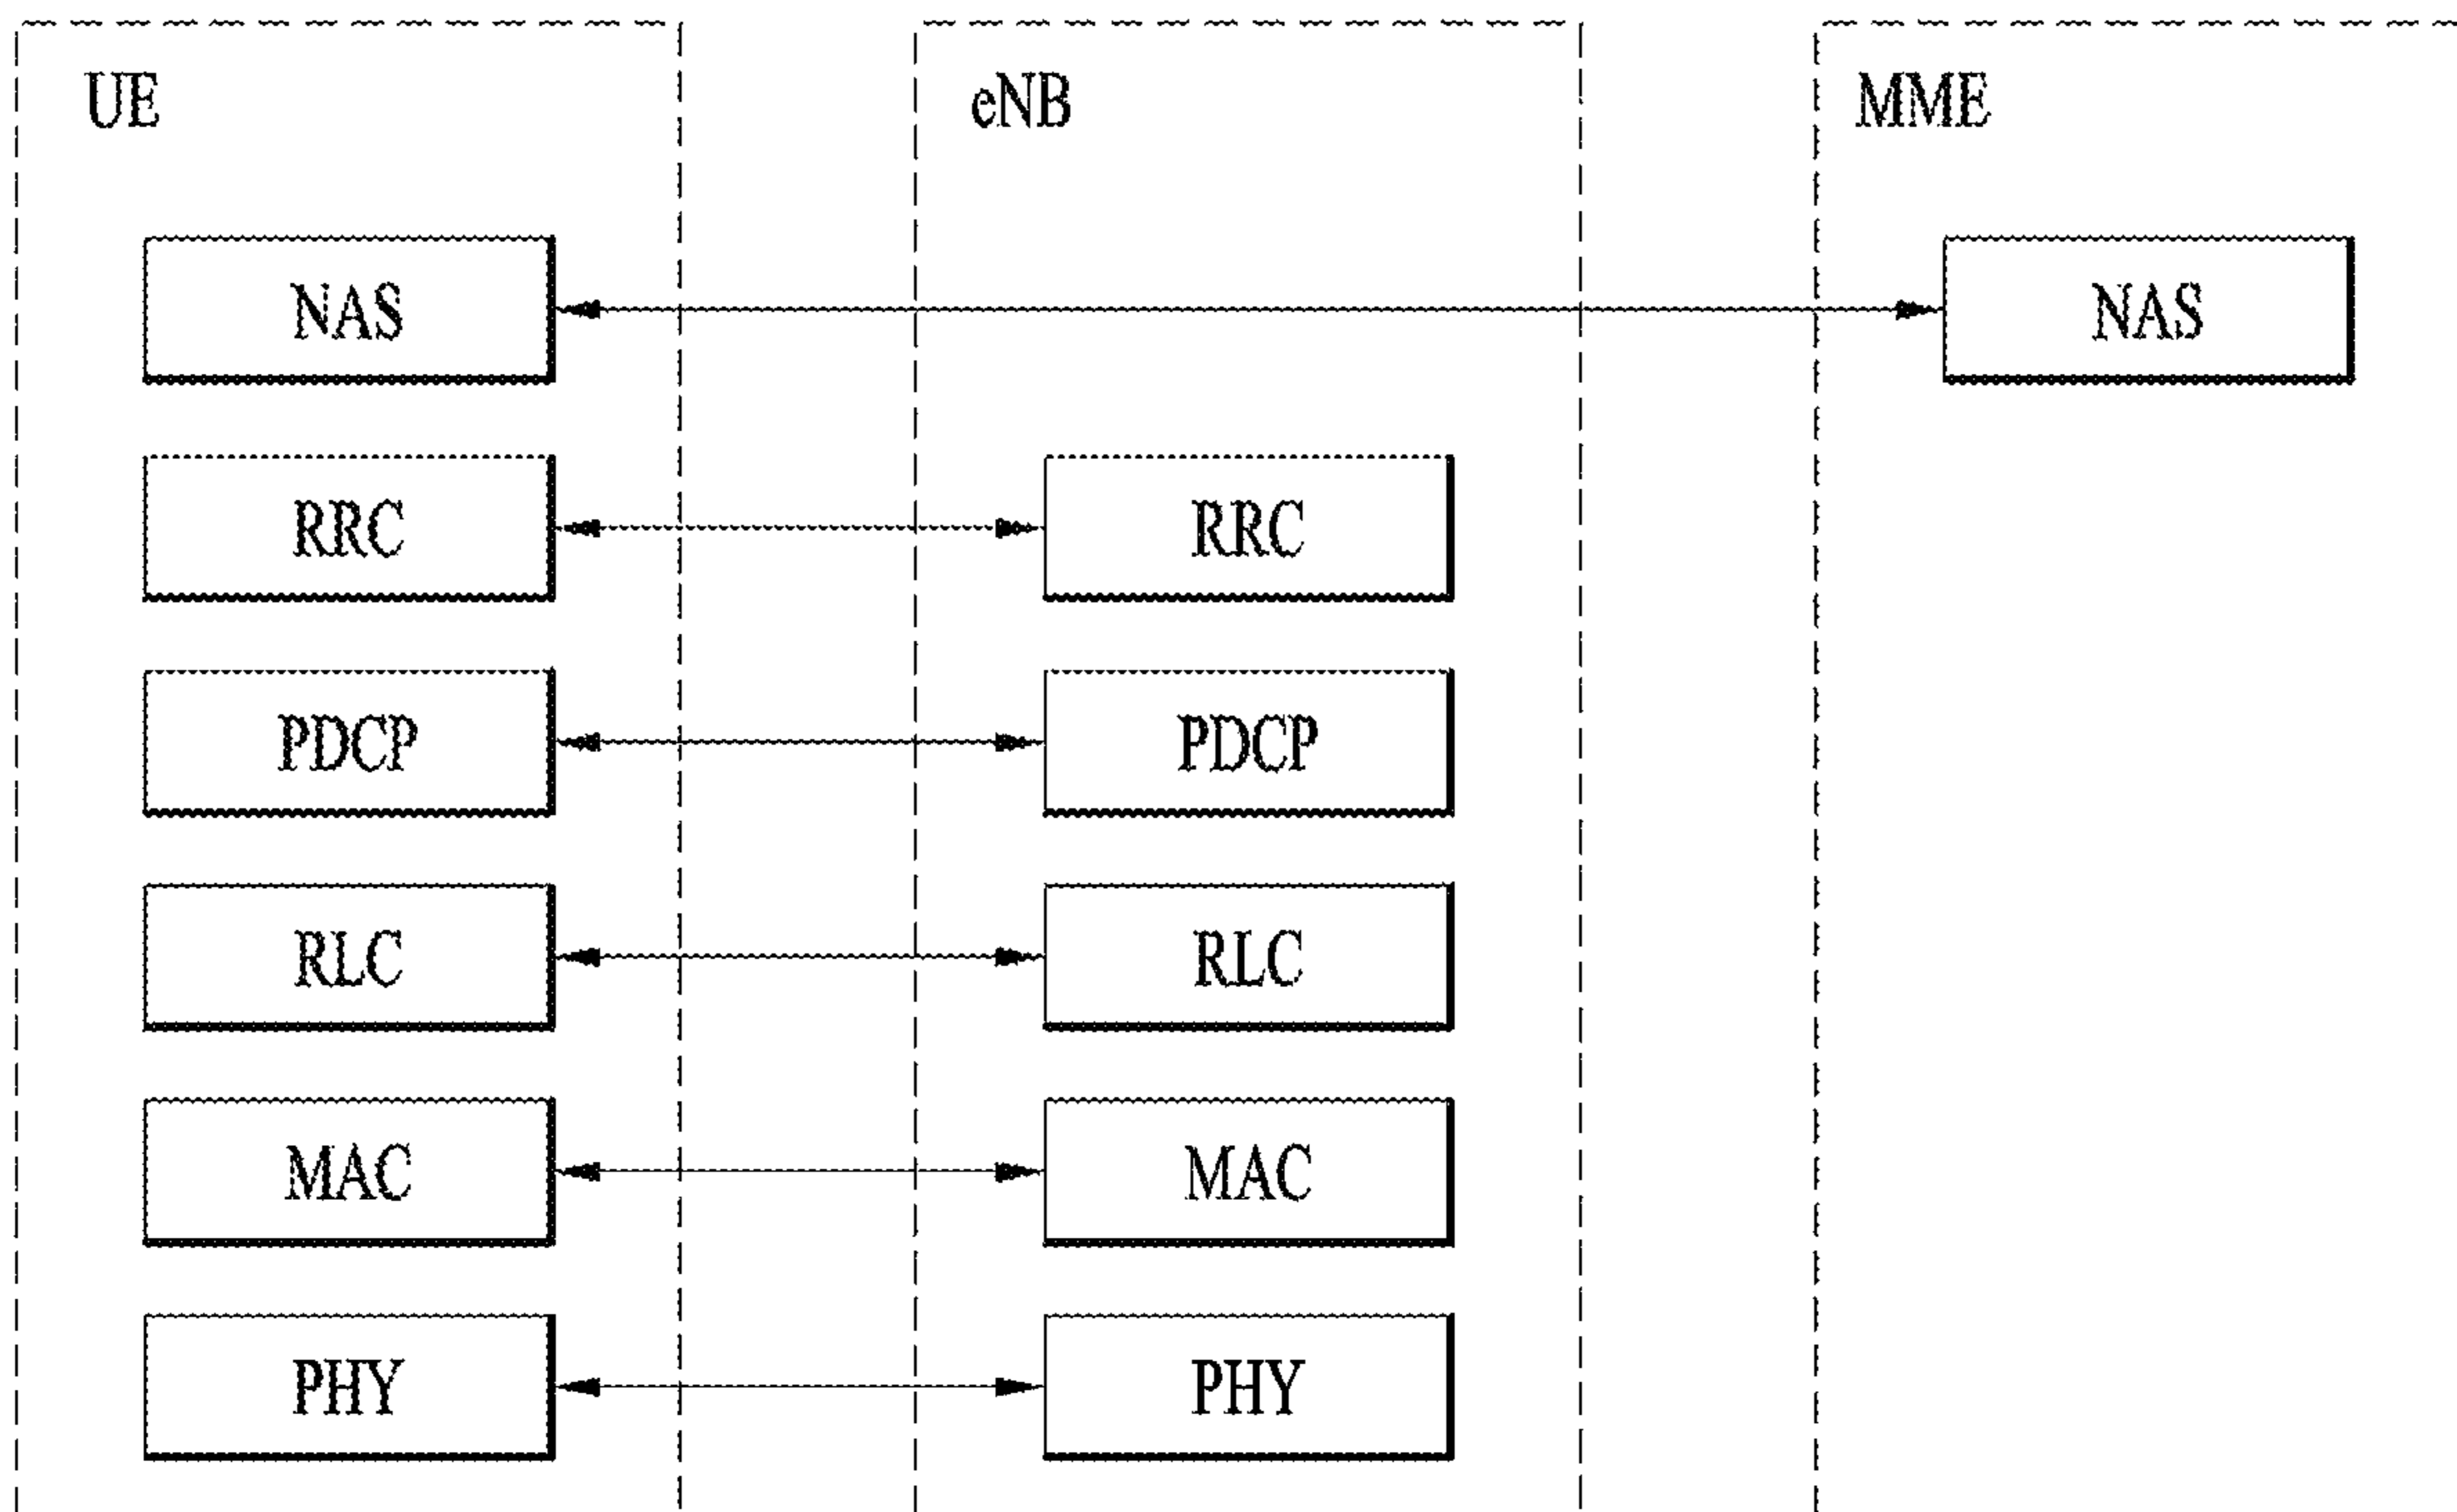 UE eNB MME
NAS NAS
RRC RRC
PDCP PDCP
RLC RLC
MAC MAC
PHY PHY